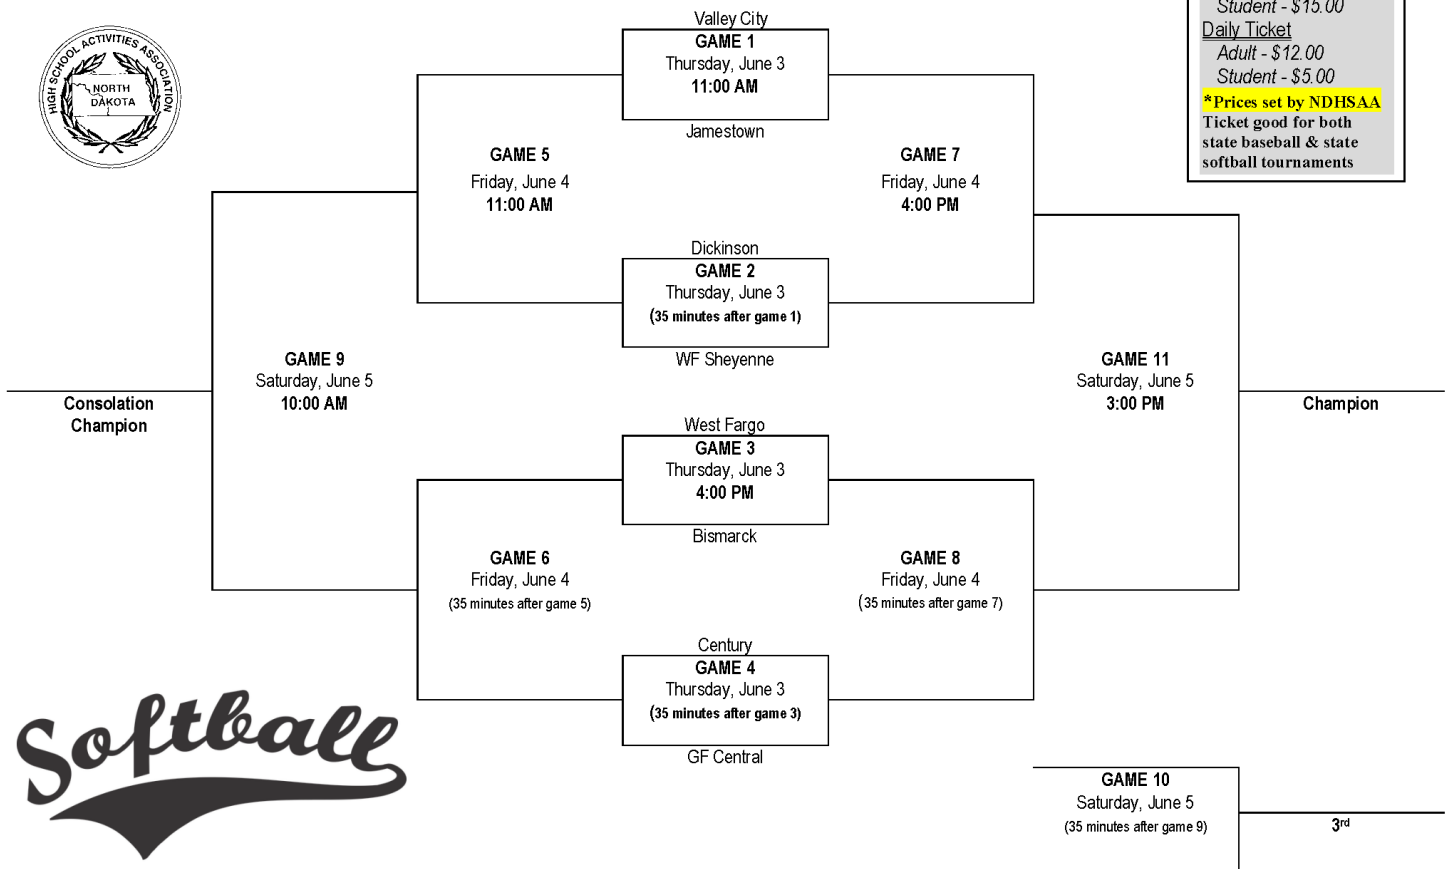 HIGH SCHOOL ACTIVITIES ASSOCIATION
NORTH
DAKOTA
Student - $15.00
Daily Ticket
Adult - $12.00
Student - $5.00
*Prices set by NDHSAA
Ticket good for both
state baseball & state
softball tournaments
Valley City
GAME 1
Thursday, June 3
11:00 AM
Jamestown
GAME 5
Friday, June 4
11:00 AM
GAME 7
Friday, June 4
4:00 PM
Dickinson
GAME 2
Thursday, June 3
(35 minutes after game 1)
WF Sheyenne
GAME 9
Saturday, June 5
10:00 AM
Consolation
Champion
GAME 11
Saturday, June 5
3:00 PM
Champion
West Fargo
GAME 3
Thursday, June 3
4:00 PM
Bismarck
GAME 6
Friday, June 4
(35 minutes after game 5)
GAME 8
Friday, June 4
(35 minutes after game 7)
Century
GAME 4
Thursday, June 3
(35 minutes after game 3)
GF Central
Softball
GAME 10
Saturday, June 5
(35 minutes after game 9)
3rd